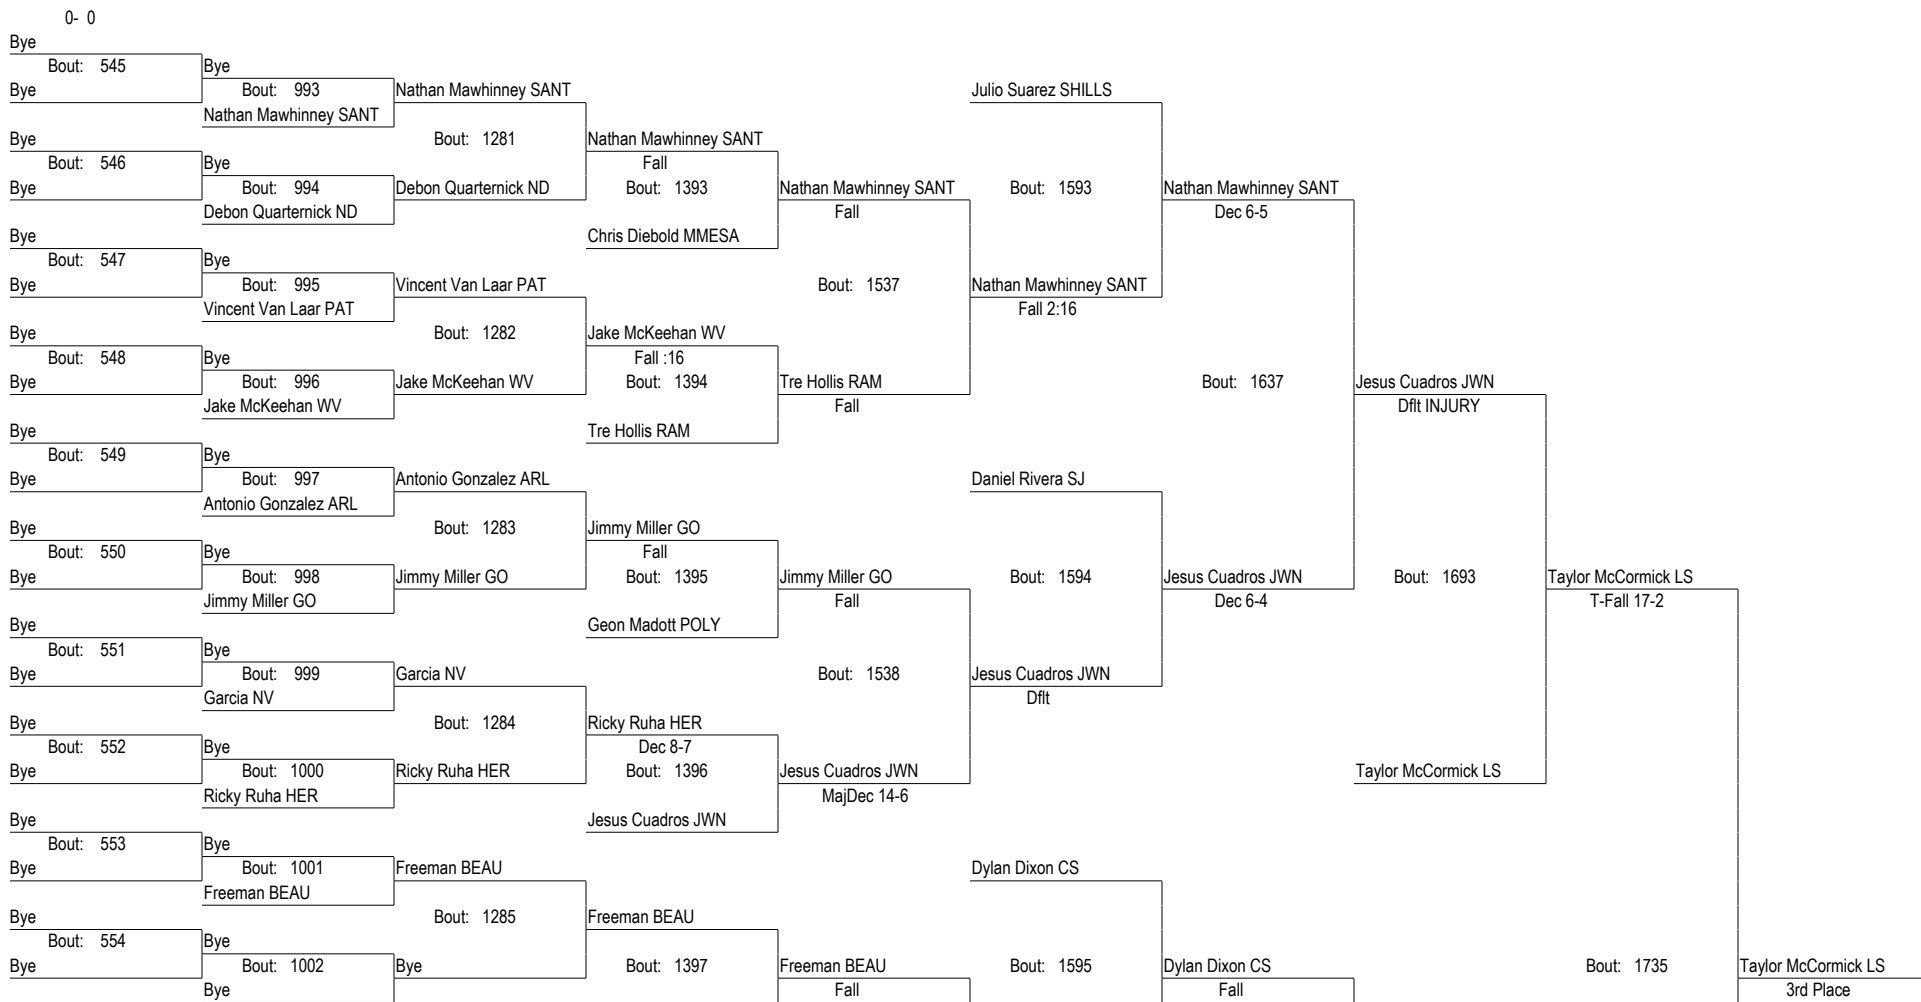 0- 0
Bye
Bout: 545 Bye
Bye Bout: 993 Nathan Mawhinney SANT Julio Suarez SHILLS
Nathan Mawhinney SANT
Bye Bout: 1281 Nathan Mawhinney SANT
Bout: 546 Bye Fall
Bye Bout: 994 Debon Quarternick ND Bout: 1393 Nathan Mawhinney SANT Bout: 1593 Nathan Mawhinney SANT
Debon Quarternick ND Fall Dec 6-5
Bye Chris Diebold MMESA
Bout: 547 Bye
Bye Bout: 995 Vincent Van Laar PAT Bout: 1537 Nathan Mawhinney SANT
Vincent Van Laar PAT Fall 2:16
Bye Bout: 1282 Jake McKeehan WV
Bout: 548 Bye Fall :16
Bye Bout: 996 Jake McKeehan WV Bout: 1394 Tre Hollis RAM Bout: 1637 Jesus Cuadros JWN
Jake McKeehan WV Fall Dflt INJURY
Bye Tre Hollis RAM
Bout: 549 Bye
Bye Bout: 997 Antonio Gonzalez ARL Daniel Rivera SJ
Antonio Gonzalez ARL
Bye Bout: 1283 Jimmy Miller GO
Bout: 550 Bye Fall
Bye Bout: 998 Jimmy Miller GO Bout: 1395 Jimmy Miller GO Bout: 1594 Jesus Cuadros JWN Bout: 1693 Taylor McCormick LS
Jimmy Miller GO Fall Dec 6-4 T-Fall 17-2
Bye Geon Madott POLY
Bout: 551 Bye
Bye Bout: 999 Garcia NV Bout: 1538 Jesus Cuadros JWN
Garcia NV Dflt
Bye Bout: 1284 Ricky Ruha HER
Bout: 552 Bye Dec 8-7
Bye Bout: 1000 Ricky Ruha HER Bout: 1396 Jesus Cuadros JWN Taylor McCormick LS
Ricky Ruha HER MajDec 14-6
Bye Jesus Cuadros JWN
Bout: 553 Bye
Bye Bout: 1001 Freeman BEAU Dylan Dixon CS
Freeman BEAU
Bye Bout: 1285 Freeman BEAU
Bout: 554 Bye
Bye Bout: 1002 Bye Bout: 1397 Freeman BEAU Bout: 1595 Dylan Dixon CS Bout: 1735 Taylor McCormick LS
Bye Fall Fall 3rd Place